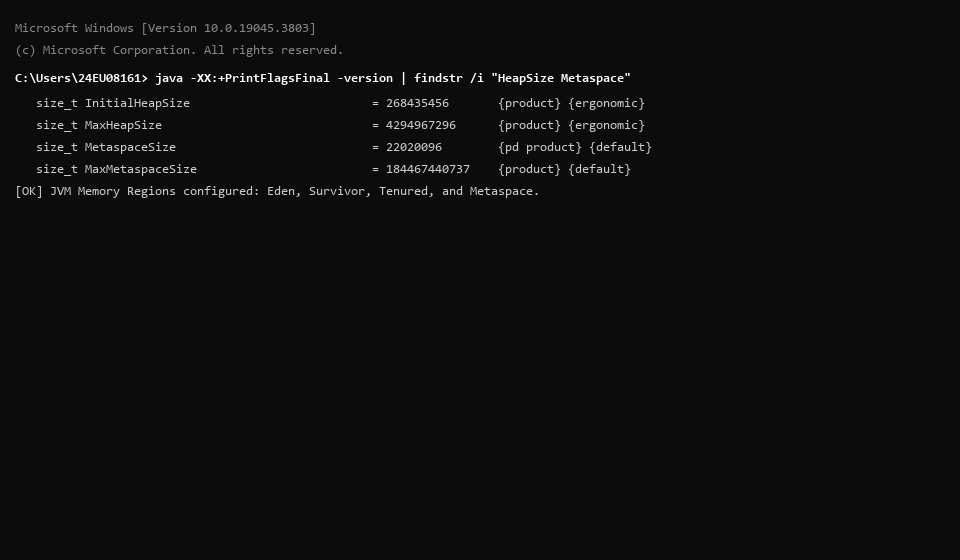 Microsoft Windows [Version 10.0.19045.3803]
(c) Microsoft Corporation. All rights reserved.
C:\Users\24EU08161> java -XX:+PrintFlagsFinal -version | findstr /i "HeapSize Metaspace"
size_t InitialHeapSize = 268435456 {product} {ergonomic}
size_t MaxHeapSize = 4294967296 {product} {ergonomic}
size_t MetaspaceSize = 22020096 {pd product} {default}
size_t MaxMetaspaceSize = 184467440737 {product} {default}
[OK] JVM Memory Regions configured: Eden, Survivor, Tenured, and Metaspace.